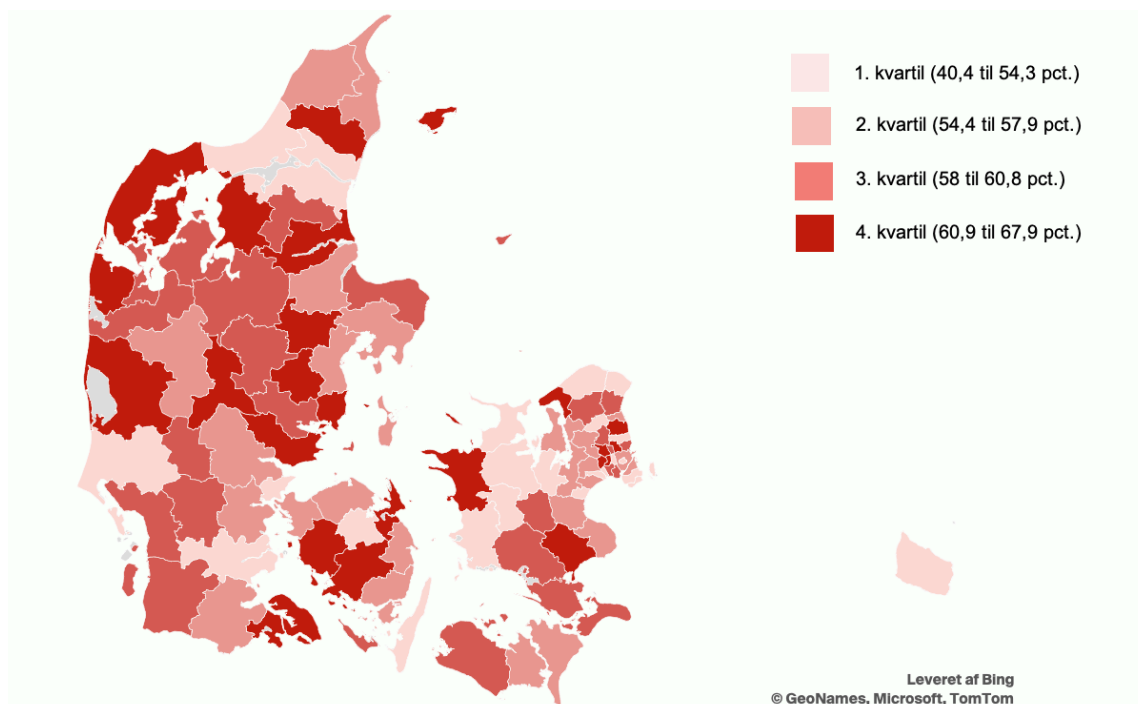 1. kvartil (40,4 til 54,3 pct.)
2. kvartil (54,4 til 57,9 pct.)
3. kvartil (58 til 60,8 pct.)
4. kvartil (60,9 til 67,9 pct.)
Leveret af Bing
© GeoNames, Microsoft, TomTom